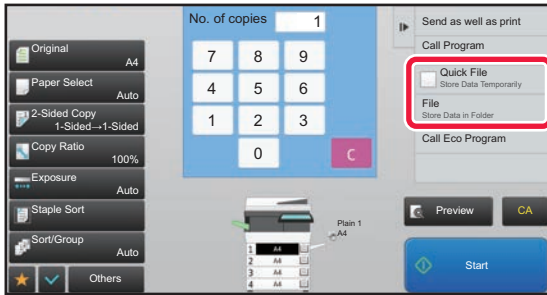 No. of copies 1
Original
A4
Paper Select
Auto
2-Sided Copy
1-Sided→1-Sided
Copy Ratio
100%
Exposure
Auto
Staple Sort
Sort/Group
Auto
Others
7 8 9
4 5 6
1 2 3
0 C
Plain 1
A4
1 A4
2 A4
3 A4
4 A4
Send as well as print
Call Program
Quick File
Store Data Temporarily
File
Store Data in Folder
Call Eco Program
Preview CA
Start